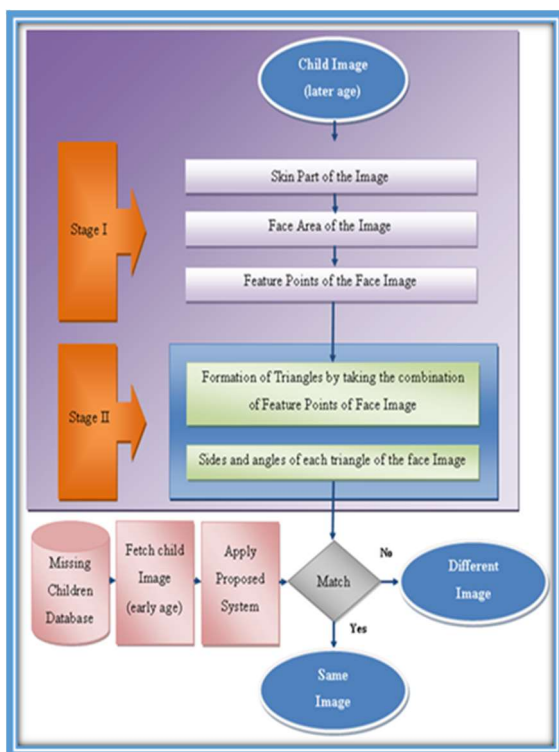 Child Image
(later age)
Skin Part of the Image
Stage I
Face Area of the Image
Feature Points of the Face Image
Formation of Triangles by taking the combination
of Feature Points of Face Image
Stage II
Sides and angles of each triangle of the face Image
Missing
Children
Database
Fetch child
Image
(early age)
Apply
Proposed
System
Match
No
Different
Image
Yes
Same
Image